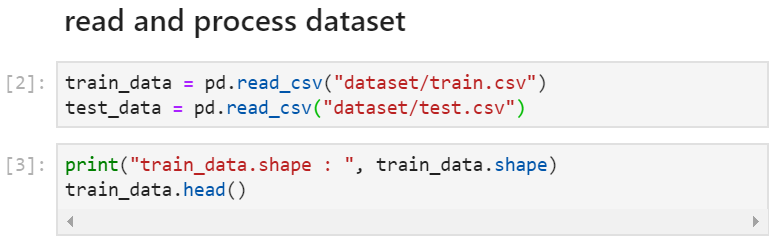 read and process dataset
[2]: train_data = pd.read_csv("dataset/train.csv")
test_data = pd.read_csv("dataset/test.csv")
[3]: print("train_data.shape : ", train_data.shape)
train_data.head()